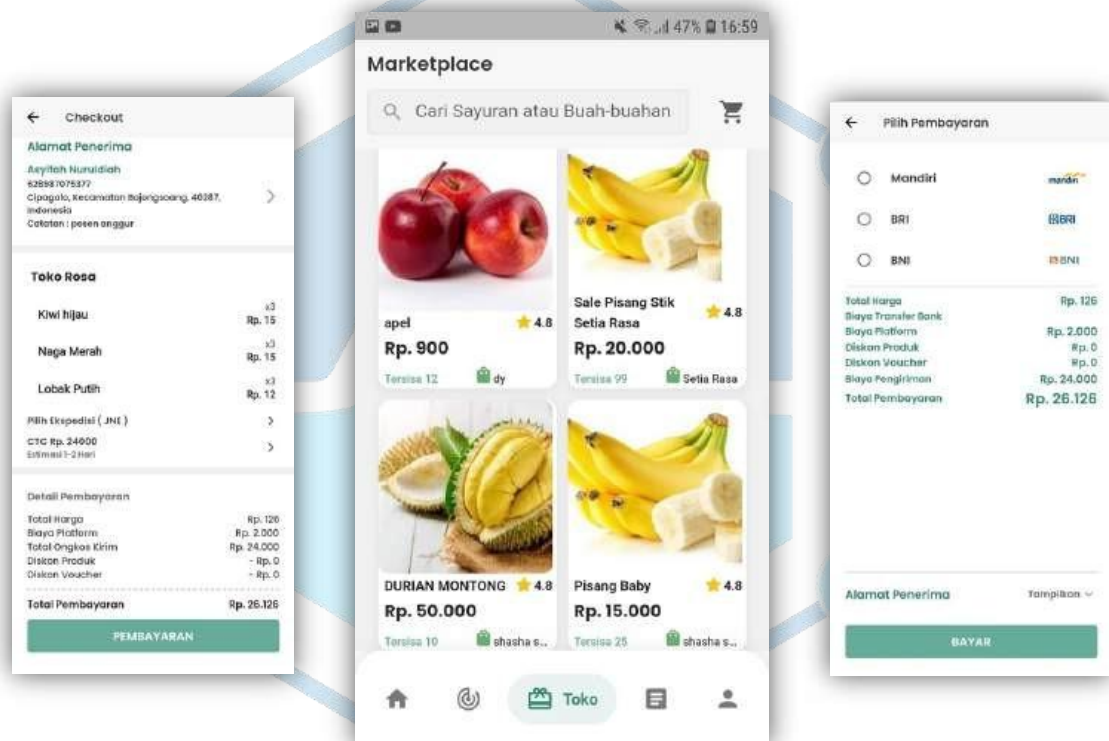 Checkout
Alamat Penerima
Asyifah Nuruldiah
628987075377
Cipagalo, Kecamatan Bojongsoang, 40287,
Indonesia
Catatan : pesen anggur
Toko Rosa
Kiwi hijau
x3
Rp. 15
Naga Merah
x3
Rp. 15
Lobak Putih
x3
Rp. 12
Pilih Ekspedisi ( JNE )
CTC Rp. 24000
Estimasi 1-2 Hari
Detail Pembayaran
Total Harga Rp. 126
Biaya Platform Rp. 2.000
Total Ongkos Kirim Rp. 24.000
Diskon Produk - Rp. 0
Diskon Voucher - Rp. 0
Total Pembayaran Rp. 26.126
PEMBAYARAN
47% 16:59
Marketplace
Cari Sayuran atau Buah-buahan
apel 4.8
Rp. 900
Tersisa 12 dy
Sale Pisang Stik
Setia Rasa 4.8
Rp. 20.000
Tersisa 99 Setia Rasa
DURIAN MONTONG 4.8
Rp. 50.000
Tersisa 10 shasha s...
Pisang Baby 4.8
Rp. 15.000
Tersisa 25 shasha s...
Toko
Pilih Pembayaran
Mandiri mandiri
BRI BRI
BNI BNI
Total Harga Rp. 126
Biaya Transfer Bank
Biaya Platform Rp. 2.000
Diskon Produk Rp. 0
Diskon Voucher Rp. 0
Biaya Pengiriman Rp. 24.000
Total Pembayaran Rp. 26.126
Alamat Penerima Tampilkan
BAYAR